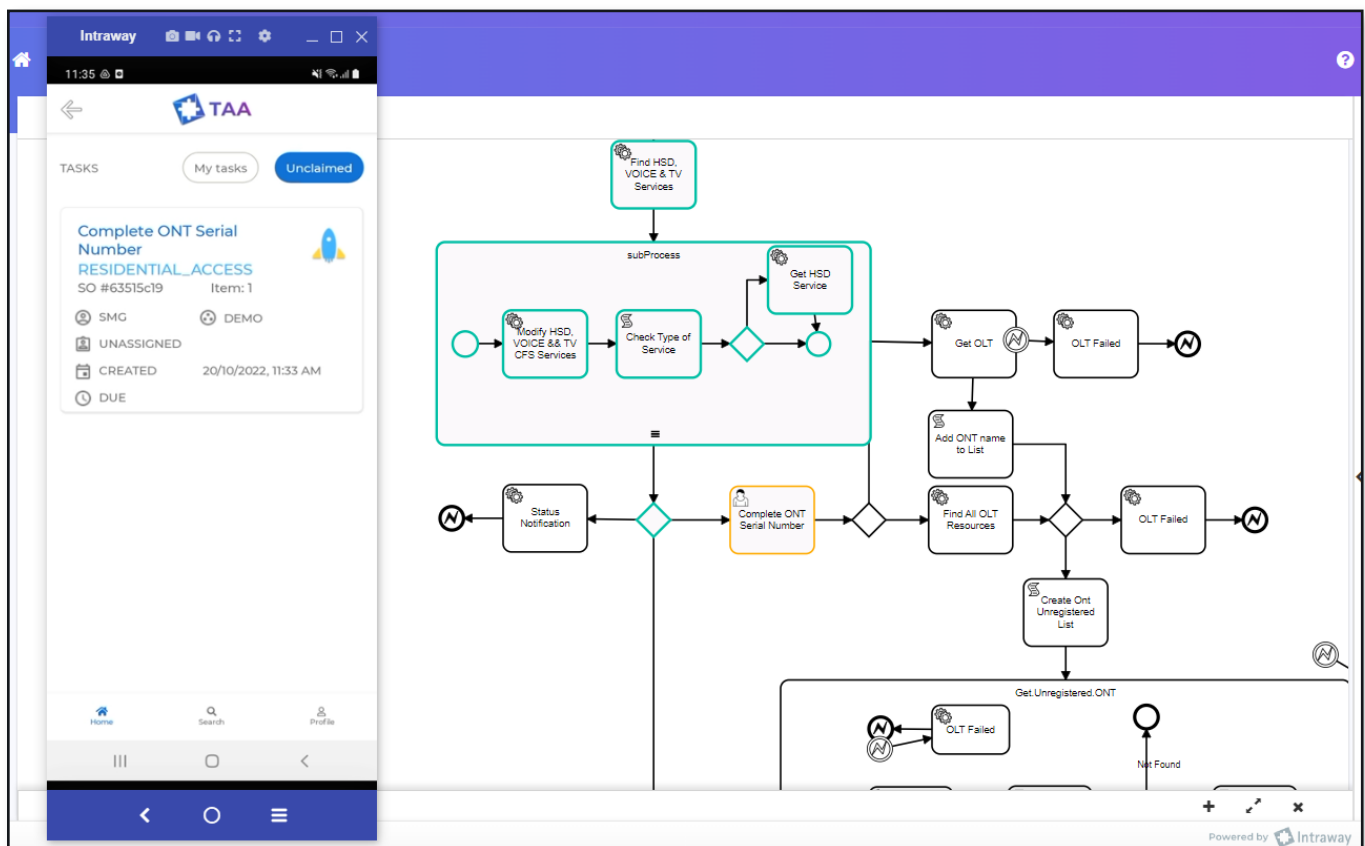 Intraway
11:35
TAA
TASKS
My tasks
Unclaimed
Complete ONT Serial
Number
RESIDENTIAL_ACCESS
SO #63515c19
Item: 1
SMG
DEMO
UNASSIGNED
CREATED
20/10/2022, 11:33 AM
DUE
Home
Search
Profile
Find HSD,
VOICE & TV
Services
subProcess
Get HSD
Service
Modify HSD,
VOICE && TV
CFS Services
Check Type of
Service
Get OLT
OLT Failed
Add ONT name
to List
Status
Notification
Complete ONT
Serial Number
Find All OLT
Resources
OLT Failed
Create Ont
Unregistered
List
Get.Unregistered.ONT
OLT Failed
Not Found
Powered by Intraway